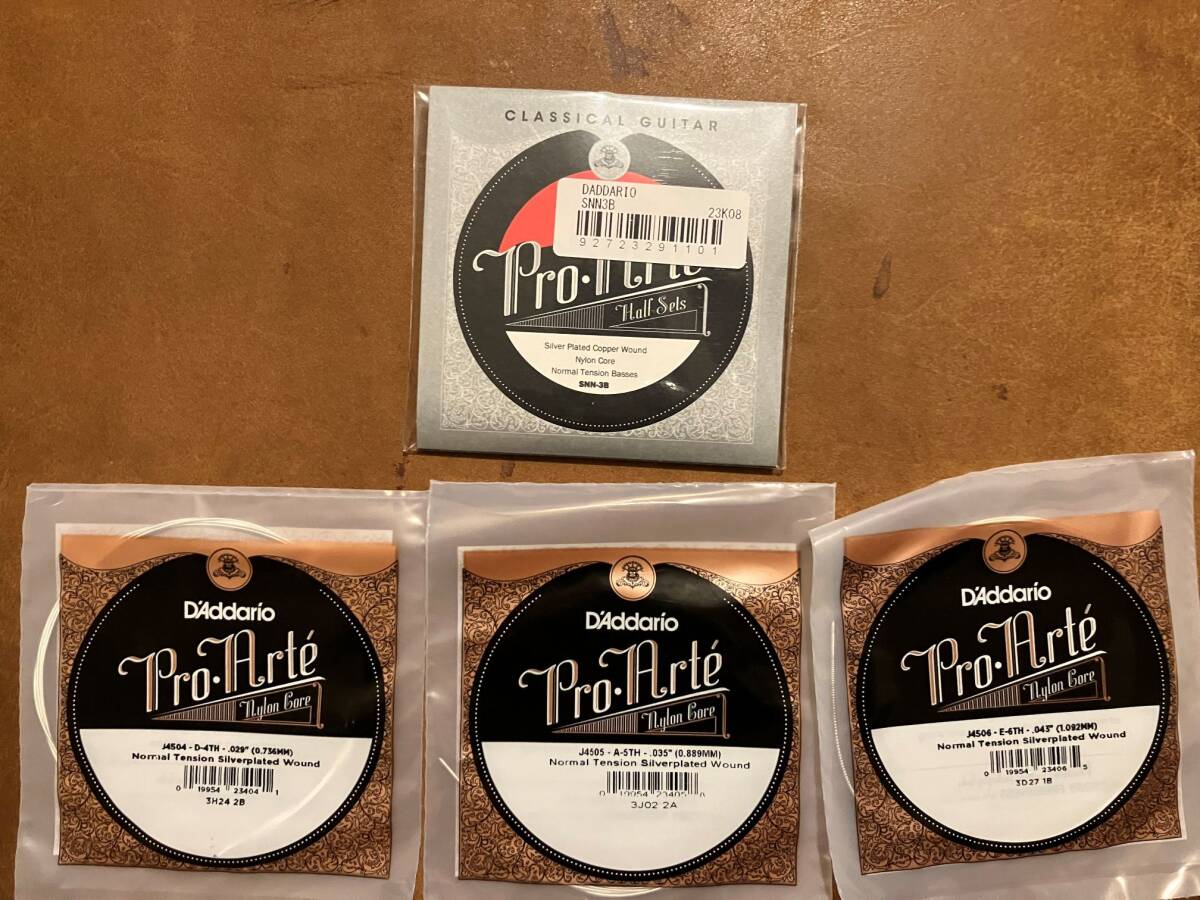 CLASSICAL GUITAR
DADDARIO
SNN3B
23K08
92723291101
Pro·Arté
Half Sets
Silver Plated Copper Wound
Nylon Core
Normal Tension Basses
SNN-3B
D'Addario
Pro·Arté
Nylon Core
J4504 - D-4TH - .029" (0.736MM)
Normal Tension Silverplated Wound
0 19954 23404 1
3H24 2B
D'Addario
Pro·Arté
Nylon Core
J4505 - A-5TH - .035" (0.889MM)
Normal Tension Silverplated Wound
0 19954 23405 8
3J02 2A
D'Addario
Pro·Arté
Nylon Core
J4506 - E-6TH - .043" (1.092MM)
Normal Tension Silverplated Wound
0 19954 23406 5
3D27 1B